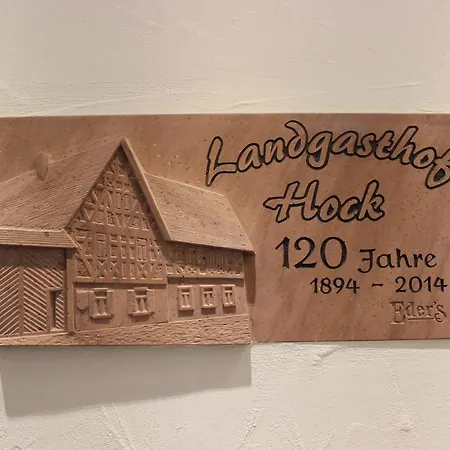 Landgasthof
Hock
120 Jahre
1894 - 2014
Eder's